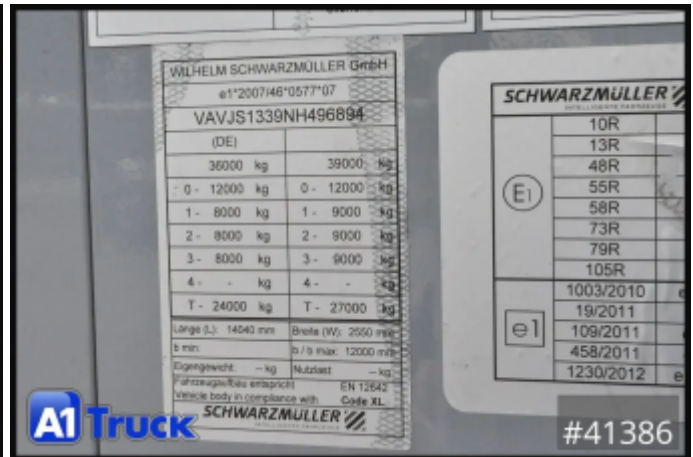 WILHELM SCHWARZMÜLLER GmbH
e1*2007/46*0577*07
VAVJS1339NH496894
(DE)
36000 kg 39000 kg
0 - 12000 kg 0 - 12000 kg
1 - 8000 kg 1 - 9000 kg
2 - 8000 kg 2 - 9000 kg
3 - 8000 kg 3 - 9000 kg
4 - - kg 4 - - kg
T - 24000 kg T - 27000 kg
Länge (L): 14040 mm Breite (W): 2550 mm
b min: b / b max: 12000 mm
Eigengewicht: -- kg Nutzlast: -- kg
Fahrzeugaufbau entspricht EN 12642
Vehicle body in compliance with Code XL
SCHWARZMÜLLER
SCHWARZMÜLLER
INTELLIGENTE FAHRZEUGE
E1
10R
13R
48R
55R
58R
73R
79R
105R
e1
1003/2010 e
19/2011
109/2011
458/2011
1230/2012 e
A1 Truck
#41386